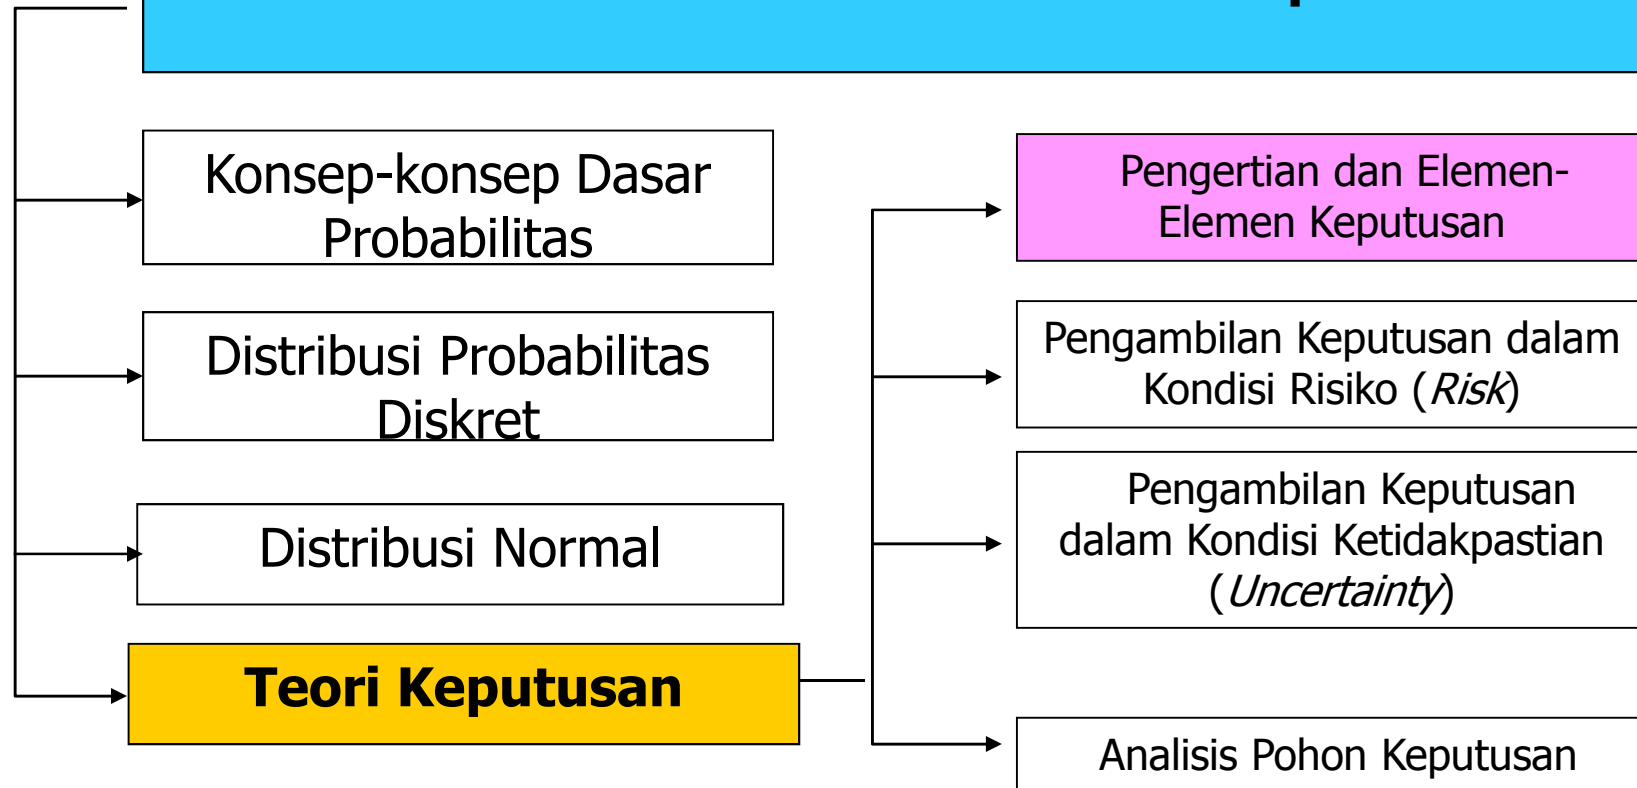 Konsep-konsep Dasar
Probabilitas
Distribusi Probabilitas
Diskret
Distribusi Normal
Teori Keputusan
Pengertian dan Elemen-
Elemen Keputusan
Pengambilan Keputusan dalam
Kondisi Risiko (Risk)
Pengambilan Keputusan
dalam Kondisi Ketidakpastian
(Uncertainty)
Analisis Pohon Keputusan